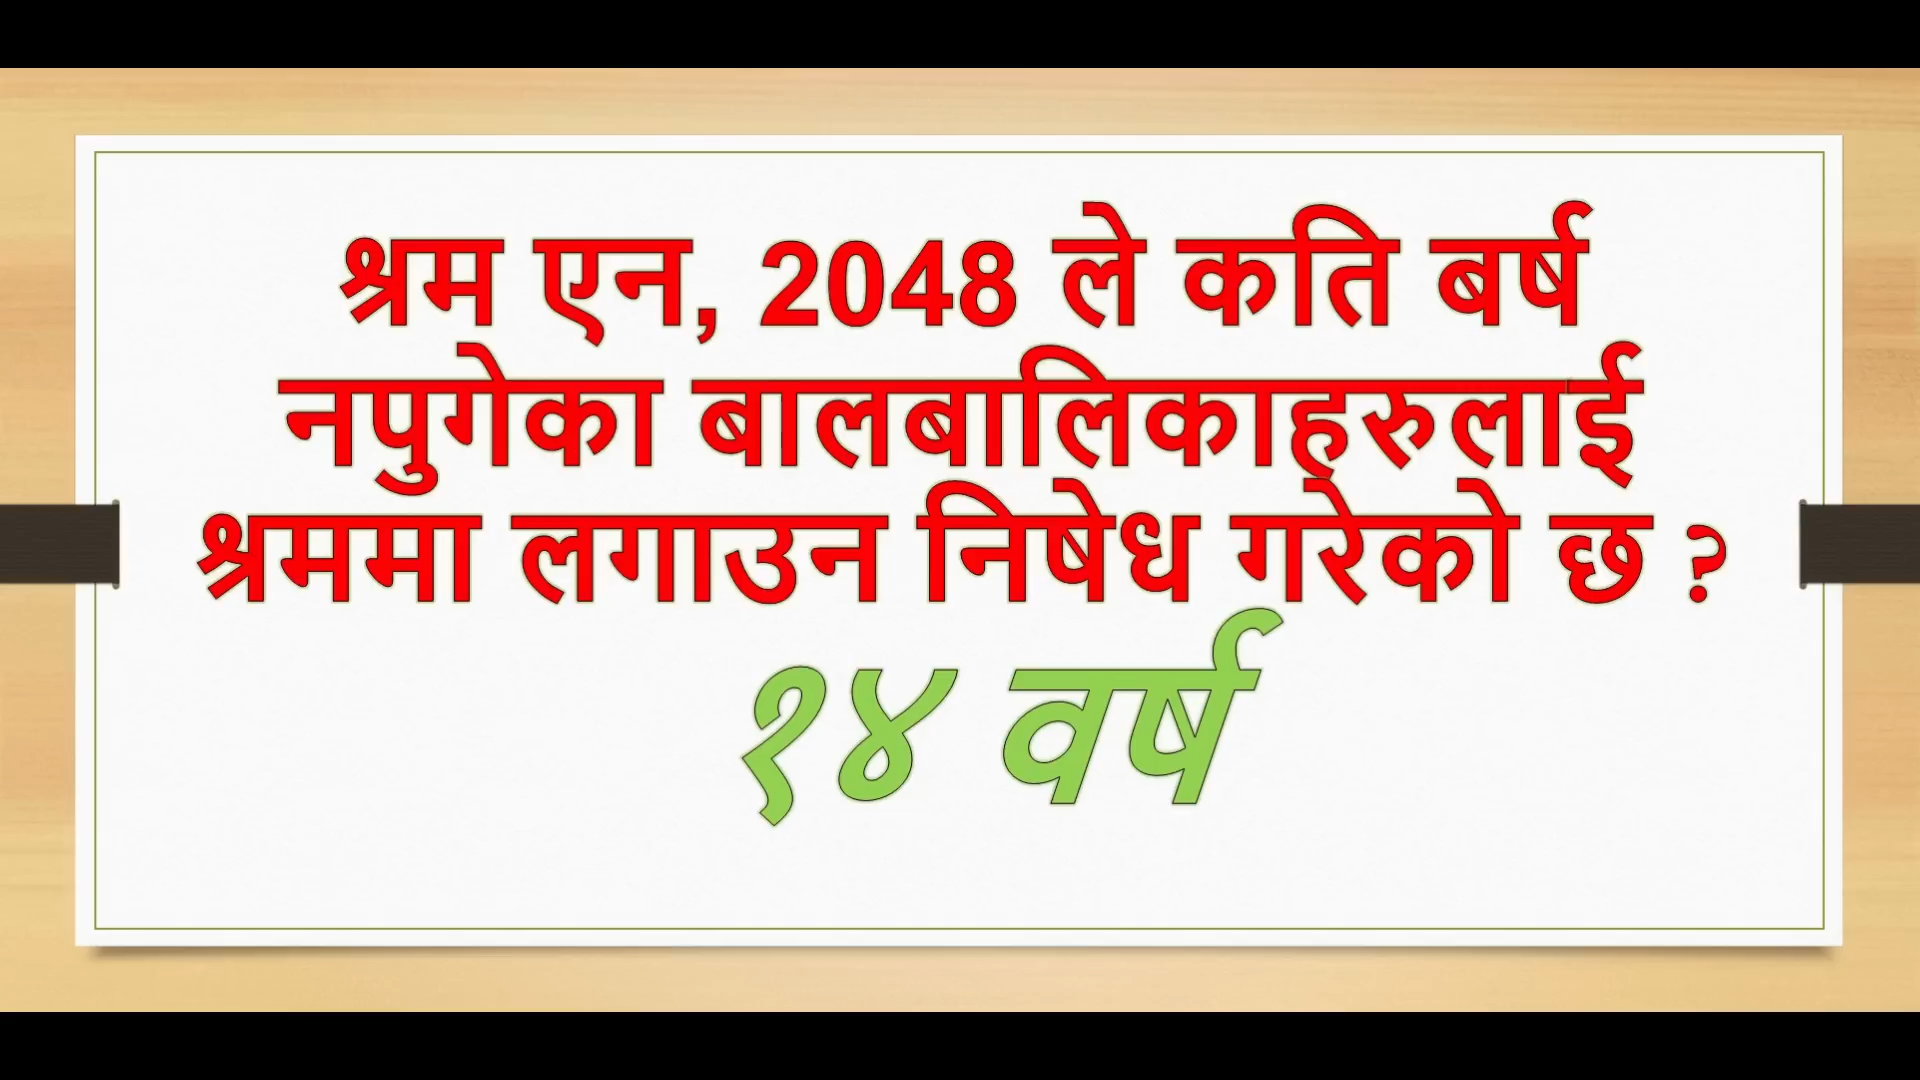 श्रम एन, 2048 ले कति बर्ष
नपुगेका बालबालिकाहरुलाई
श्रममा लगाउन निषेध गरेको छ ?
१४ वर्ष